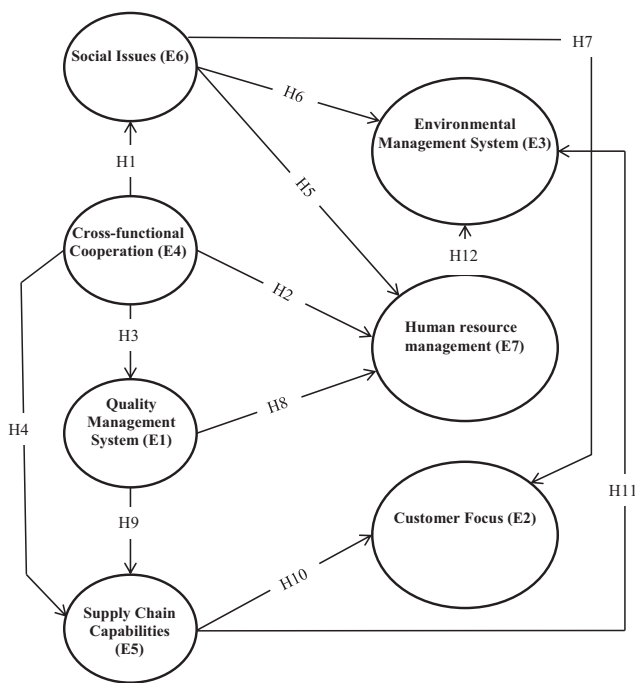 H7
Social Issues (E6)
H6
Environmental
Management System (E3)
H1
H5
Cross-functional
Cooperation (E4)
H12
H2
H3
Human resource
management (E7)
Quality
Management
System (E1)
H8
H4
H11
H9
Customer Focus (E2)
H10
Supply Chain
Capabilities
(E5)